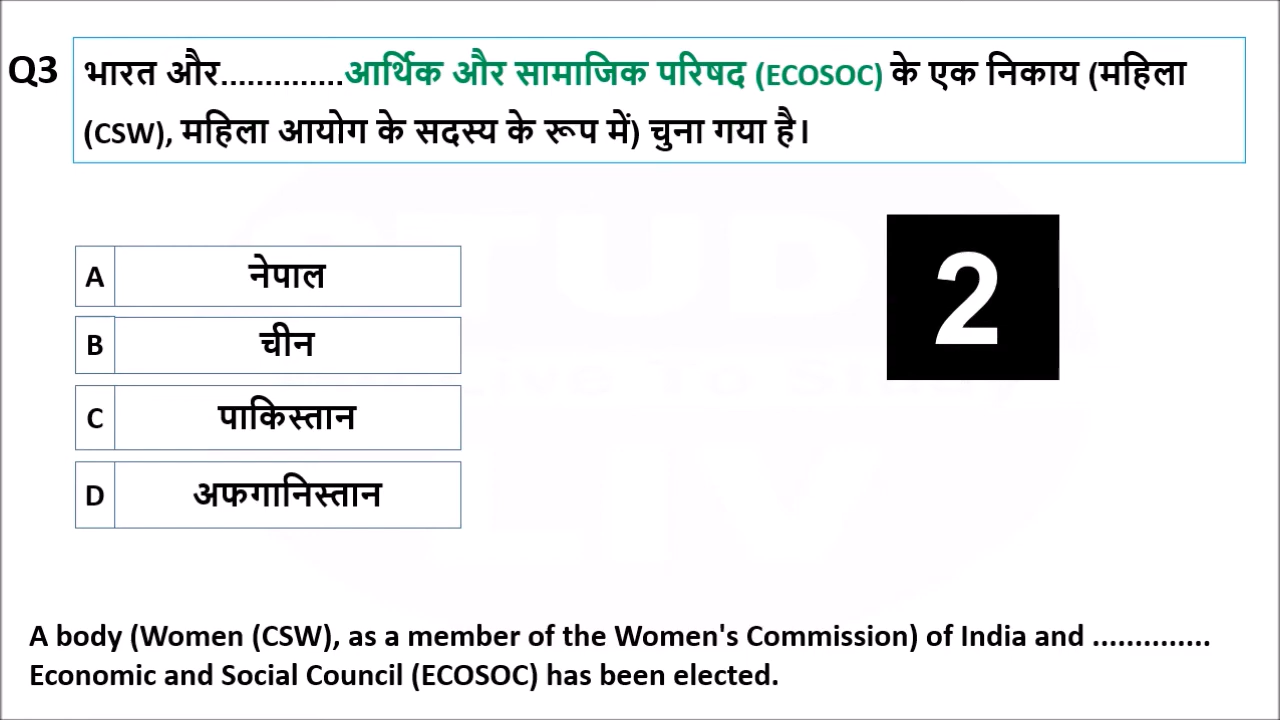 Q3 भारत और..............आर्थिक और सामाजिक परिषद (ECOSOC) के एक निकाय (महिला
(CSW), महिला आयोग के सदस्य के रूप में) चुना गया है।
A नेपाल
B चीन
C पाकिस्तान
D अफगानिस्तान
2
A body (Women (CSW), as a member of the Women's Commission) of India and ..............
Economic and Social Council (ECOSOC) has been elected.